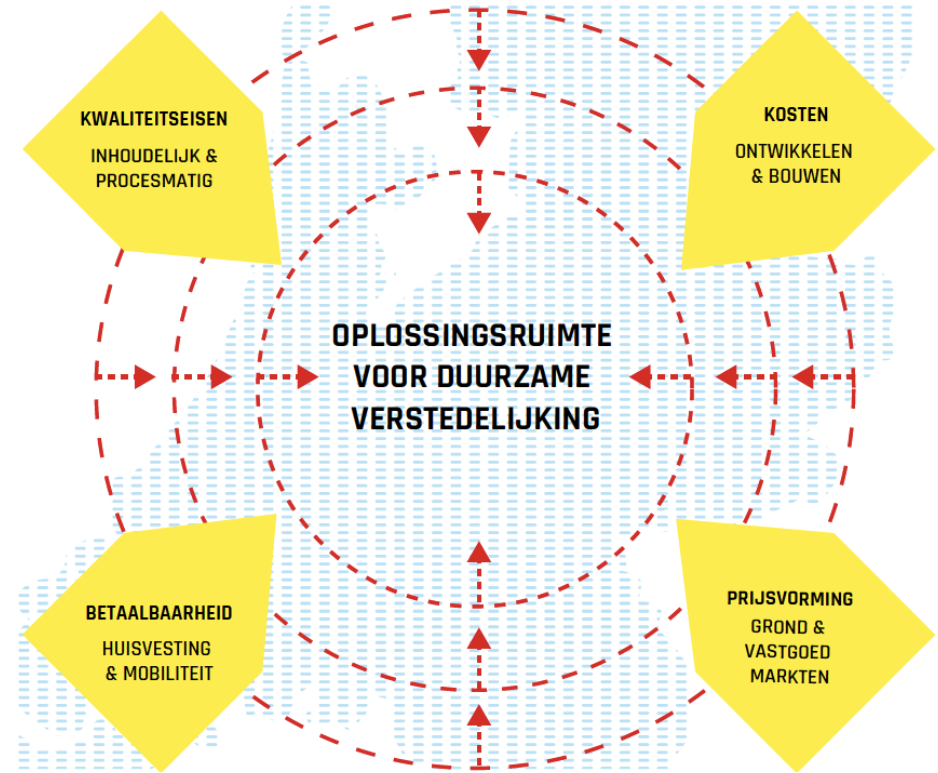 KWALITEITSEISEN
INHOUDELIJK &
PROCESMATIG
KOSTEN
ONTWIKKELEN
& BOUWEN
OPLOSSINGSRUIMTE
VOOR DUURZAME
VERSTEDELIJKING
BETAALBAARHEID
HUISVESTING
& MOBILITEIT
PRIJSVORMING
GROND &
VASTGOED
MARKTEN